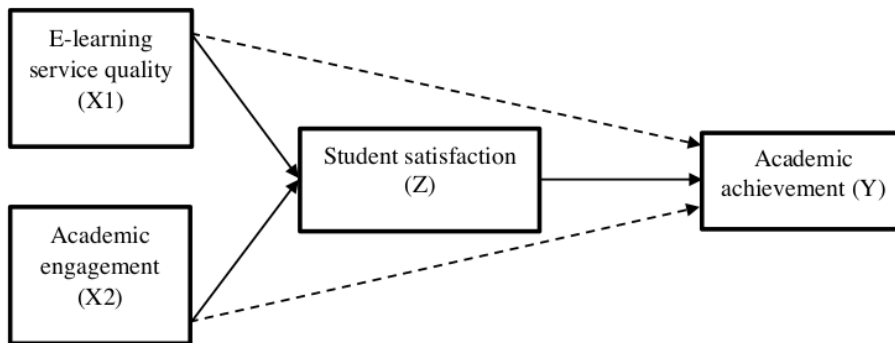 E-learning
service quality
(X1)
Student satisfaction
(Z)
Academic
achievement (Y)
Academic
engagement
(X2)